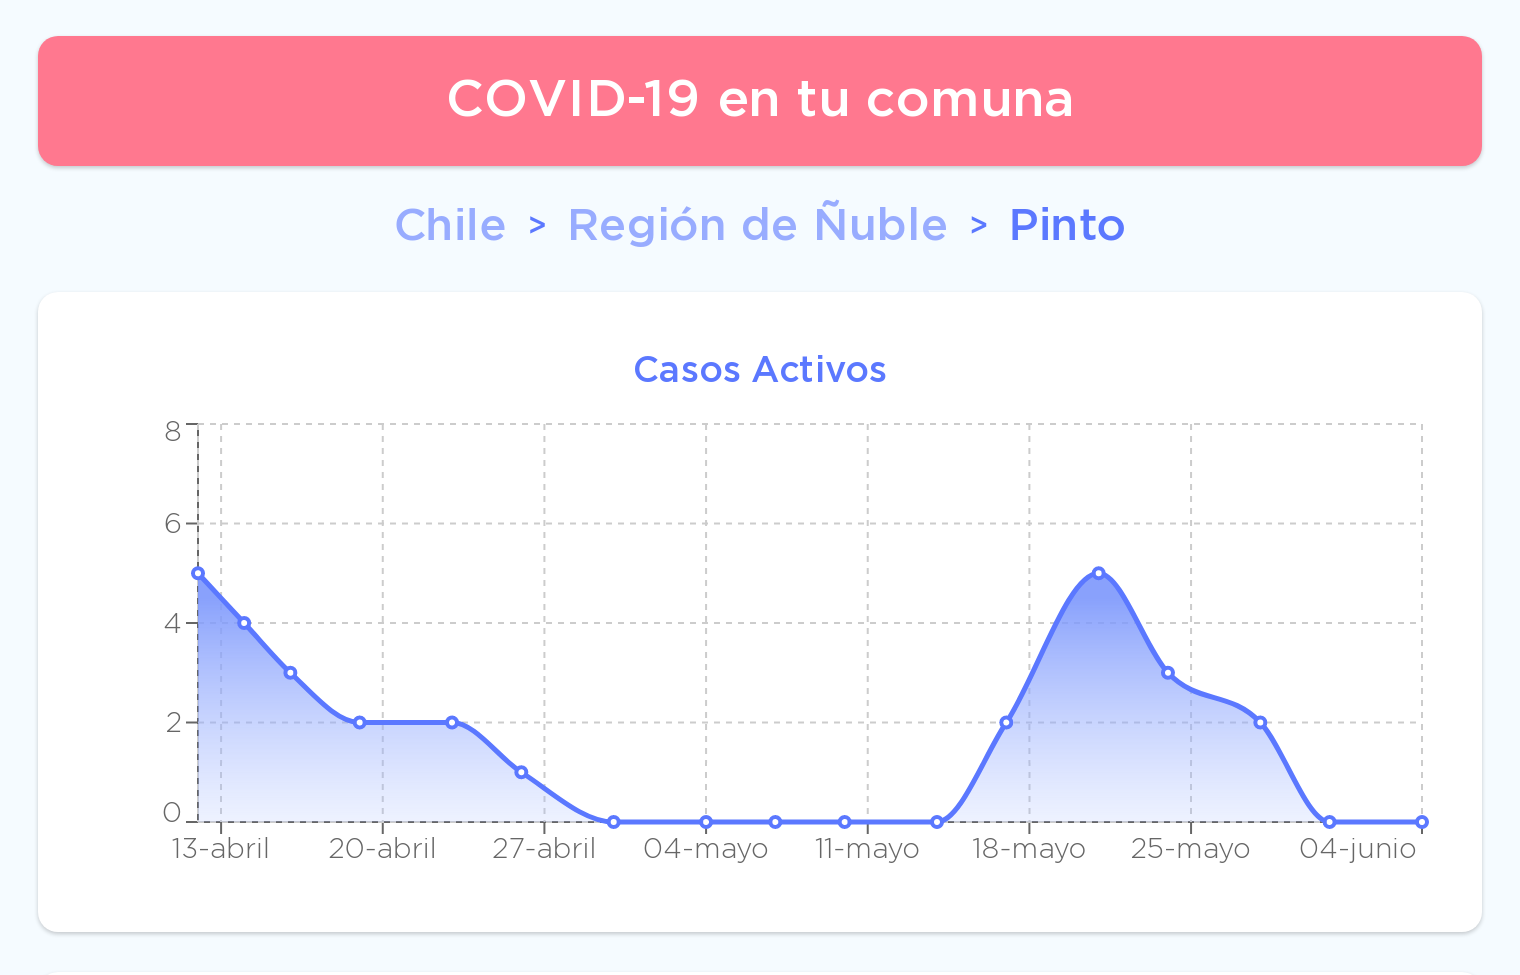 COVID-19 en tu comuna
Chile > Región de Ñuble > Pinto
Casos Activos
8
6
4
2
0
13-abril 20-abril 27-abril 04-mayo 11-mayo 18-mayo 25-mayo 04-junio